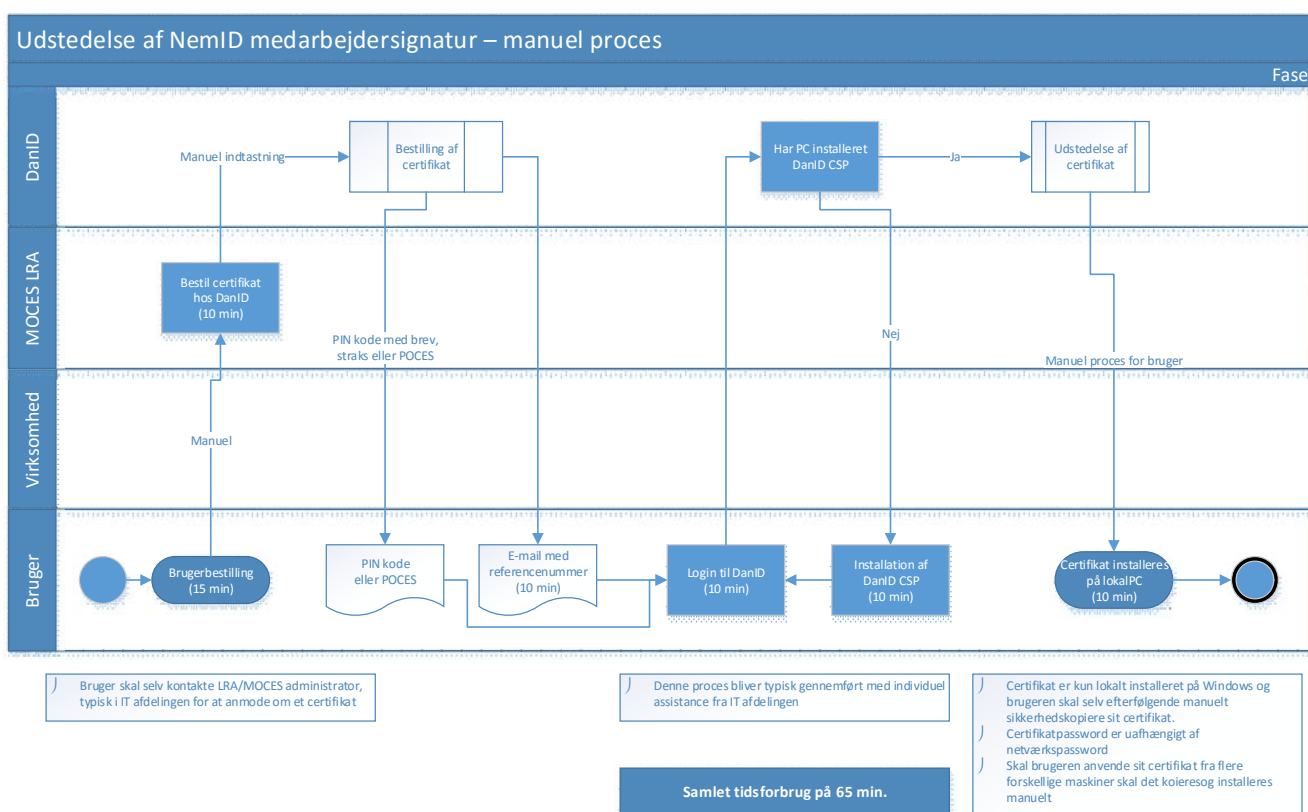 Udstedelse af NemID medarbejdersignatur – manuel proces
Fase
DanID
Manuel indtastning
Bestilling af
certifikat
Har PC installeret
DanID CSP
Ja
Udstedelse af
certifikat
MOCES LRA
Bestil certifikat
hos DanID
(10 min)
PIN kode med brev,
straks eller POCES
Nej
Manuel proces for bruger
Virksomhed
Manuel
Bruger
Brugerbestilling
(15 min)
PIN kode
eller POCES
E-mail med
referencenummer
(10 min)
Login til DanID
(10 min)
Installation af
DanID CSP
(10 min)
Certifikat installeres
på lokalPC
(10 min)
Bruger skal selv kontakte LRA/MOCES administrator,
typisk i IT afdelingen for at anmode om et certifikat
Denne proces bliver typisk gennemført med individuel
assistance fra IT afdelingen
Certifikat er kun lokalt installeret på Windows og
brugeren skal selv efterfølgende manuelt
sikkerhedskopiere sit certifikat.
Certifikatpassword er uafhængigt af
netværkspassword
Skal brugeren anvende sit certifikat fra flere
forskellige maskiner skal det koieresog installeres
manuelt
Samlet tidsforbrug på 65 min.